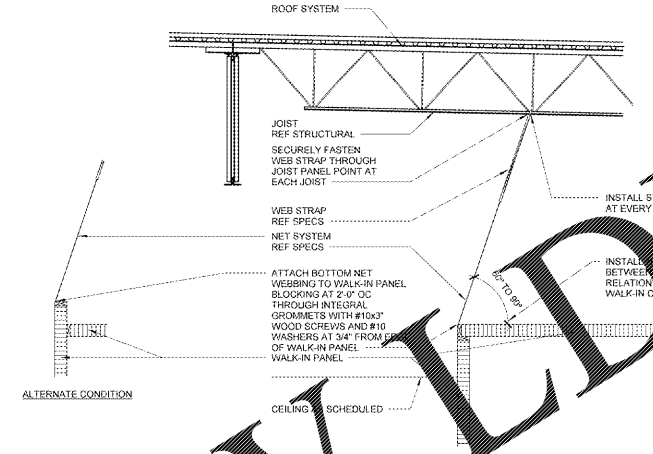 ROOF SYSTEM
JOIST
REF STRUCTURAL
SECURELY FASTEN
WEB STRAP THROUGH
JOIST PANEL POINT AT
EACH JOIST
WEB STRAP
REF SPECS
NET SYSTEM
REF SPECS
ATTACH BOTTOM NET
WEBBING TO WALK-IN PANEL
BLOCKING AT 2'-0" OC
THROUGH INTEGRAL
GROMMETS WITH #10x3"
WOOD SCREWS AND #10
WASHERS AT 3/4" FROM
OF WALK-IN PANEL
WALK-IN PANEL
CEILING AS SCHEDULED
ALTERNATE CONDITION
INSTALL
AT EVERY
60° TO 90°
INSTALL
BETWEEN
RELATION
WALK-IN